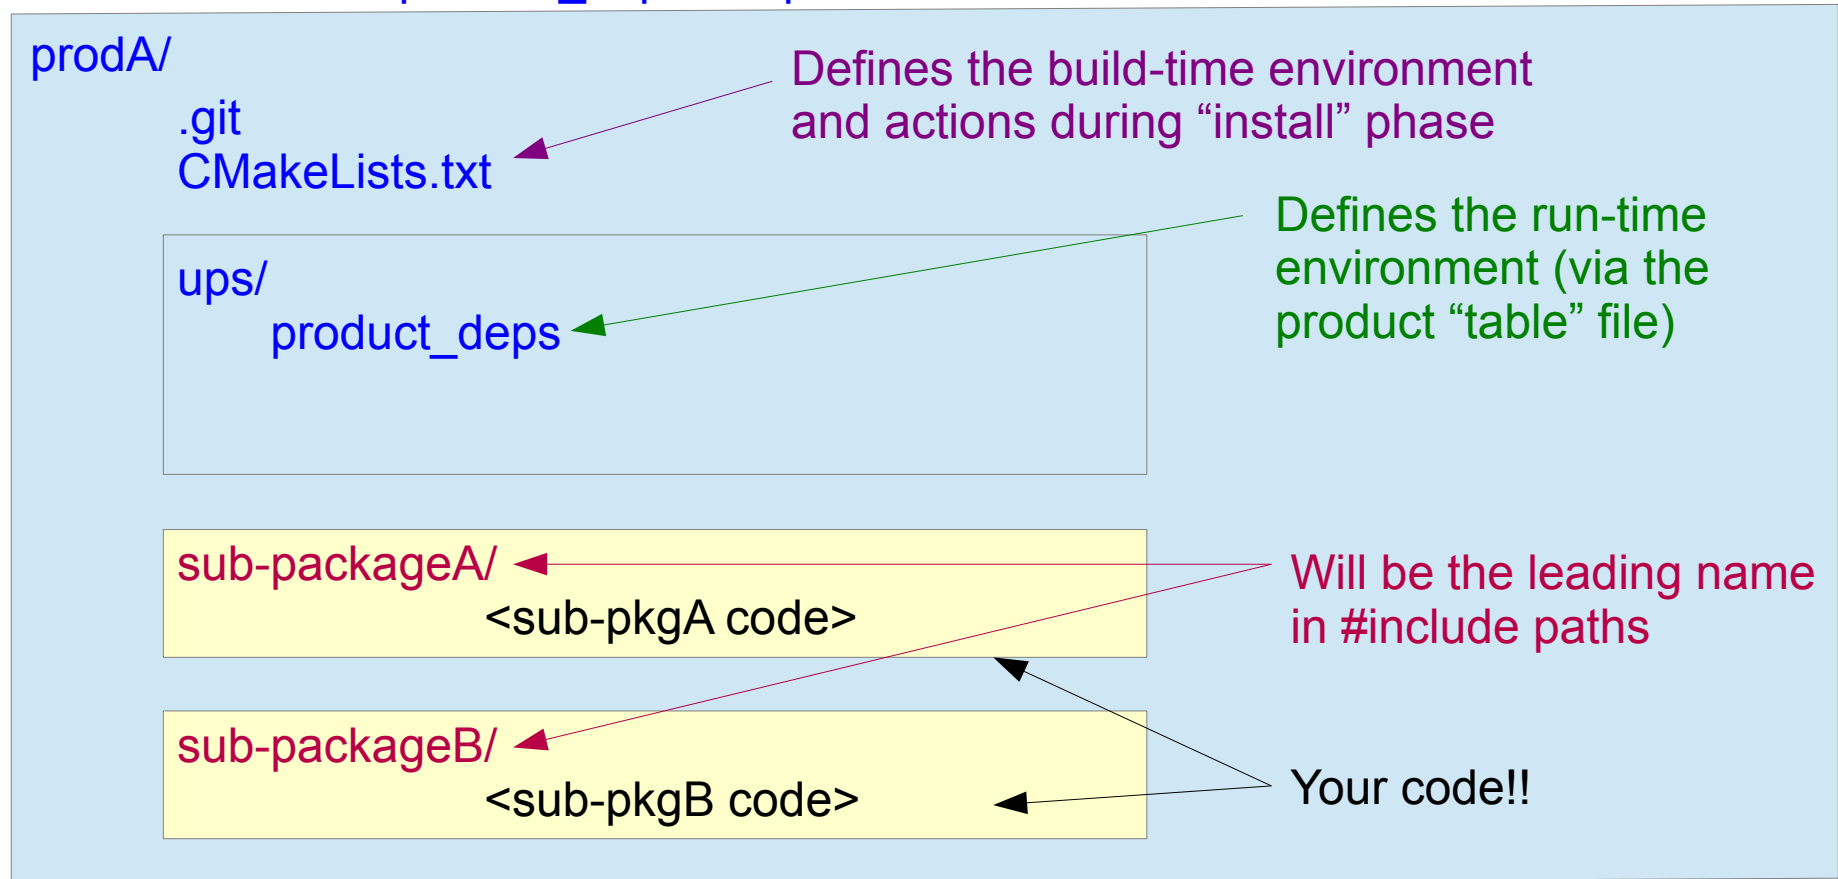 prodA/
Defines the build-time environment
and actions during “install” phase
.git
CMakeLists.txt
Defines the run-time
environment (via the
product “table” file)
ups/
product_deps
sub-packageA/
<sub-pkgA code>
Will be the leading name
in #include paths
sub-packageB/
<sub-pkgB code>
Your code!!